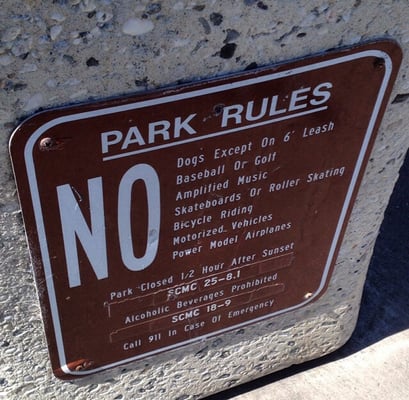 PARK RULES
NO
Dogs Except On 6' Leash
Baseball Or Golf
Amplified Music
Skateboards Or Roller Skating
Bicycle Riding
Motorized Vehicles
Power Model Airplanes
Park Closed 1/2 Hour After Sunset
SCMC 25-8.1
Alcoholic Beverages Prohibited
SCMC 18-9
Call 911 In Case Of Emergency